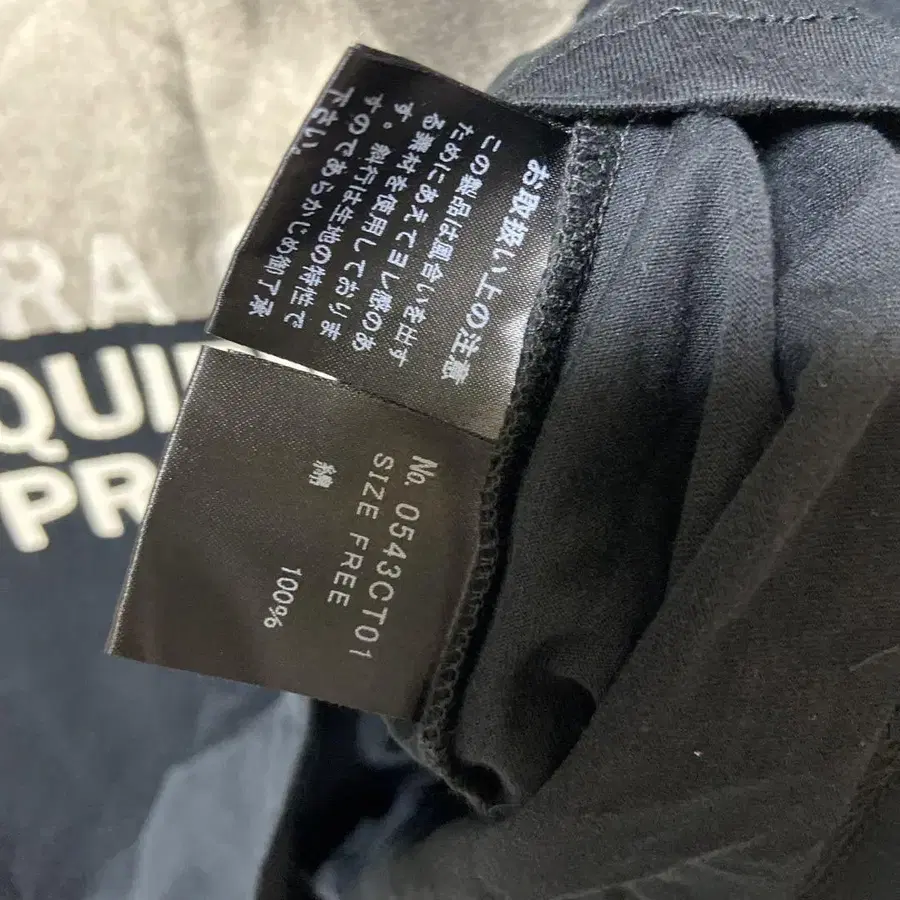 お取扱い上の注意
この製品は風合いを出す
ためにあえてヨレ感のあ
る素材を使用しておりま
す。斜行は生地の特性で
すのであらかじめ御了承
下さい。
No. 0543CT01
SIZE FREE
綿 100%
RA
QUI
PR